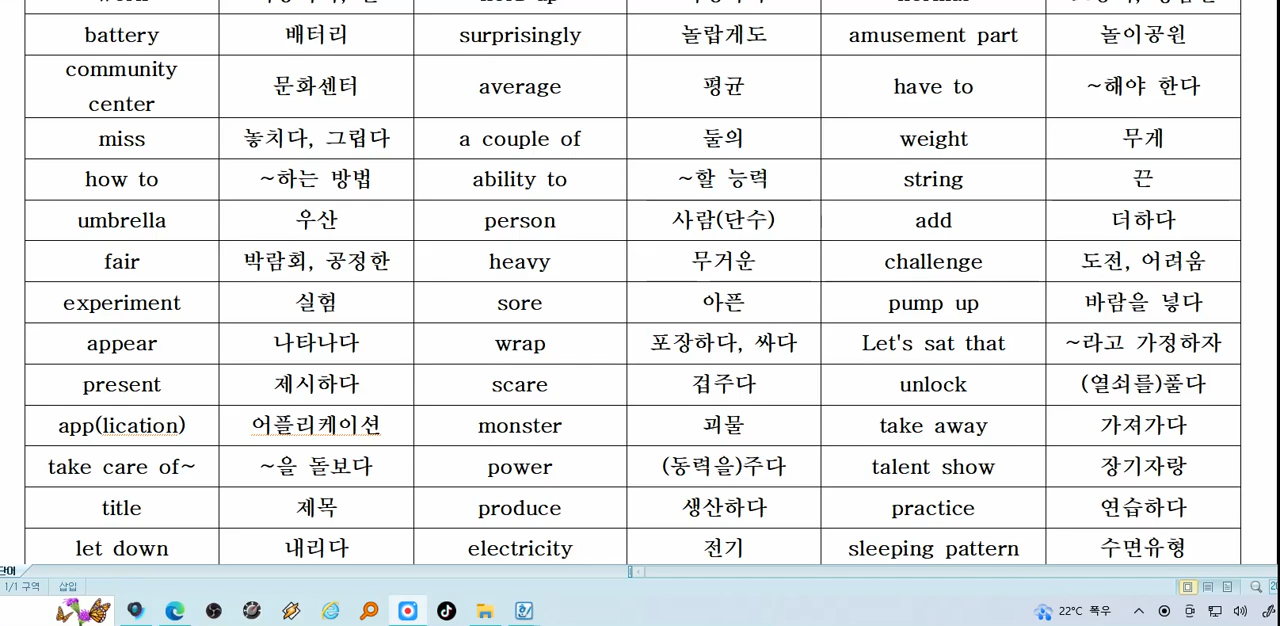 battery 배터리 surprisingly 놀랍게도 amusement part 놀이공원
community center 문화센터 average 평균 have to ~해야 한다
miss 놓치다, 그립다 a couple of 둘의 weight 무게
how to ~하는 방법 ability to ~할 능력 string 끈
umbrella 우산 person 사람(단수) add 더하다
fair 박람회, 공정한 heavy 무거운 challenge 도전, 어려움
experiment 실험 sore 아픈 pump up 바람을 넣다
appear 나타나다 wrap 포장하다, 싸다 Let's sat that ~라고 가정하자
present 제시하다 scare 겁주다 unlock (열쇠를)풀다
app(lication) 어플리케이션 monster 괴물 take away 가져가다
take care of~ ~을 돌보다 power (동력을)주다 talent show 장기자랑
title 제목 produce 생산하다 practice 연습하다
let down 내리다 electricity 전기 sleeping pattern 수면유형
단어
1/1 구역 삽입
22℃ 폭우